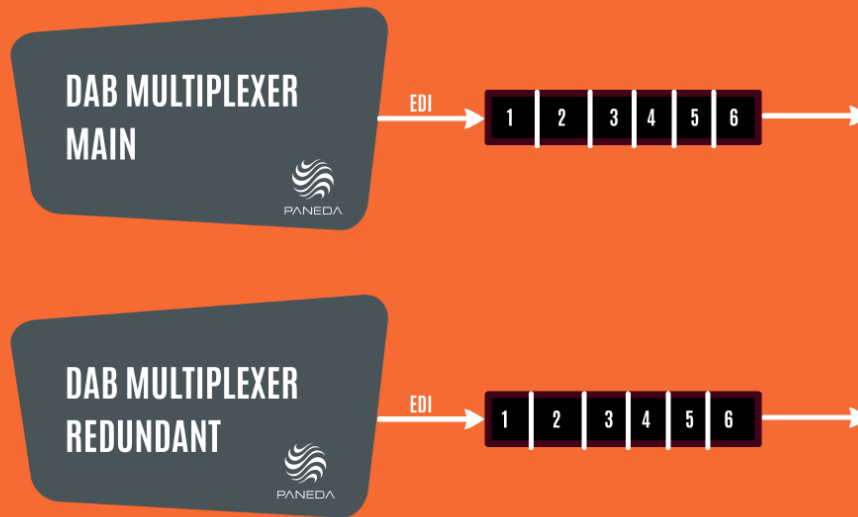 DAB MULTIPLEXER
MAIN
PANEDA
EDI
1 2 3 4 5 6
DAB MULTIPLEXER
REDUNDANT
PANEDA
EDI
1 2 3 4 5 6